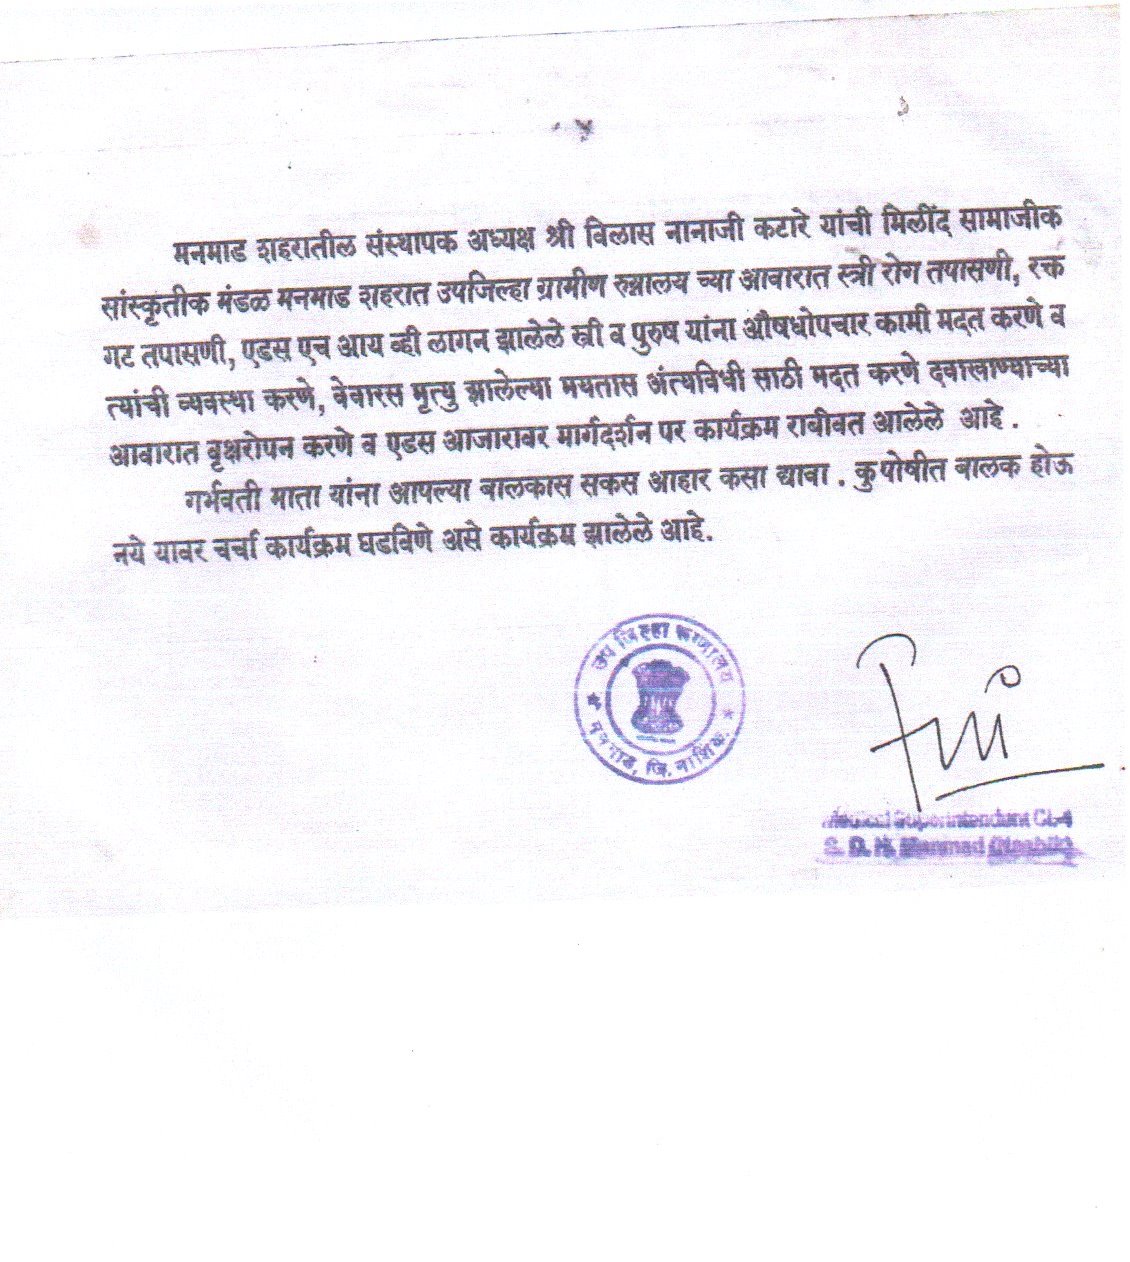 मनमाड शहरातील संस्थापक अध्यक्ष श्री विलास नानाजी कटारे यांची मिलींद सामाजीक
सांस्कृतीक मंडळ मनमाड शहरात उपजिल्हा ग्रामीण रुग्नालय च्या आवारात स्त्री रोग तपासणी, रक्त
गट तपासणी, एडस एच आय व्ही लागन झालेले स्त्री व पुरुष यांना औषधोपचार कामी मदत करणे व
त्यांची व्यवस्था करणे, वेवारस मृत्यु झालेल्या मयतास अंत्यविधी साठी मदत करणे दवाखाण्याच्या
आवारात वृक्षरोपन करणे व एडस आजारावर मार्गदर्शन पर कार्यक्रम राबीवत आलेले आहे .
गर्भवती माता यांना आपल्या बालकास सकस आहार कसा द्यावा . कुपोषीत बालक होऊ
नये यावर चर्चा कार्यक्रम घडविणे असे कार्यक्रम झालेले आहे.
उप जिल्हा रूग्णालय
मनमाड, जि. नाशिक.
Medical Superintendent CL-I
S. D. H. Manmad (Nashik)